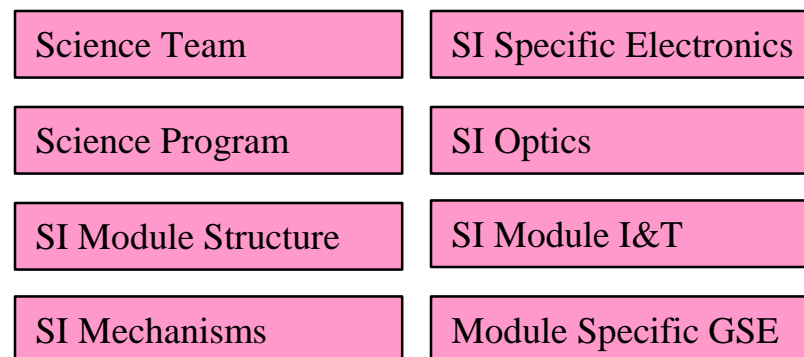 Science Team
SI Specific Electronics
Science Program
SI Optics
SI Module Structure
SI Module I&T
SI Mechanisms
Module Specific GSE